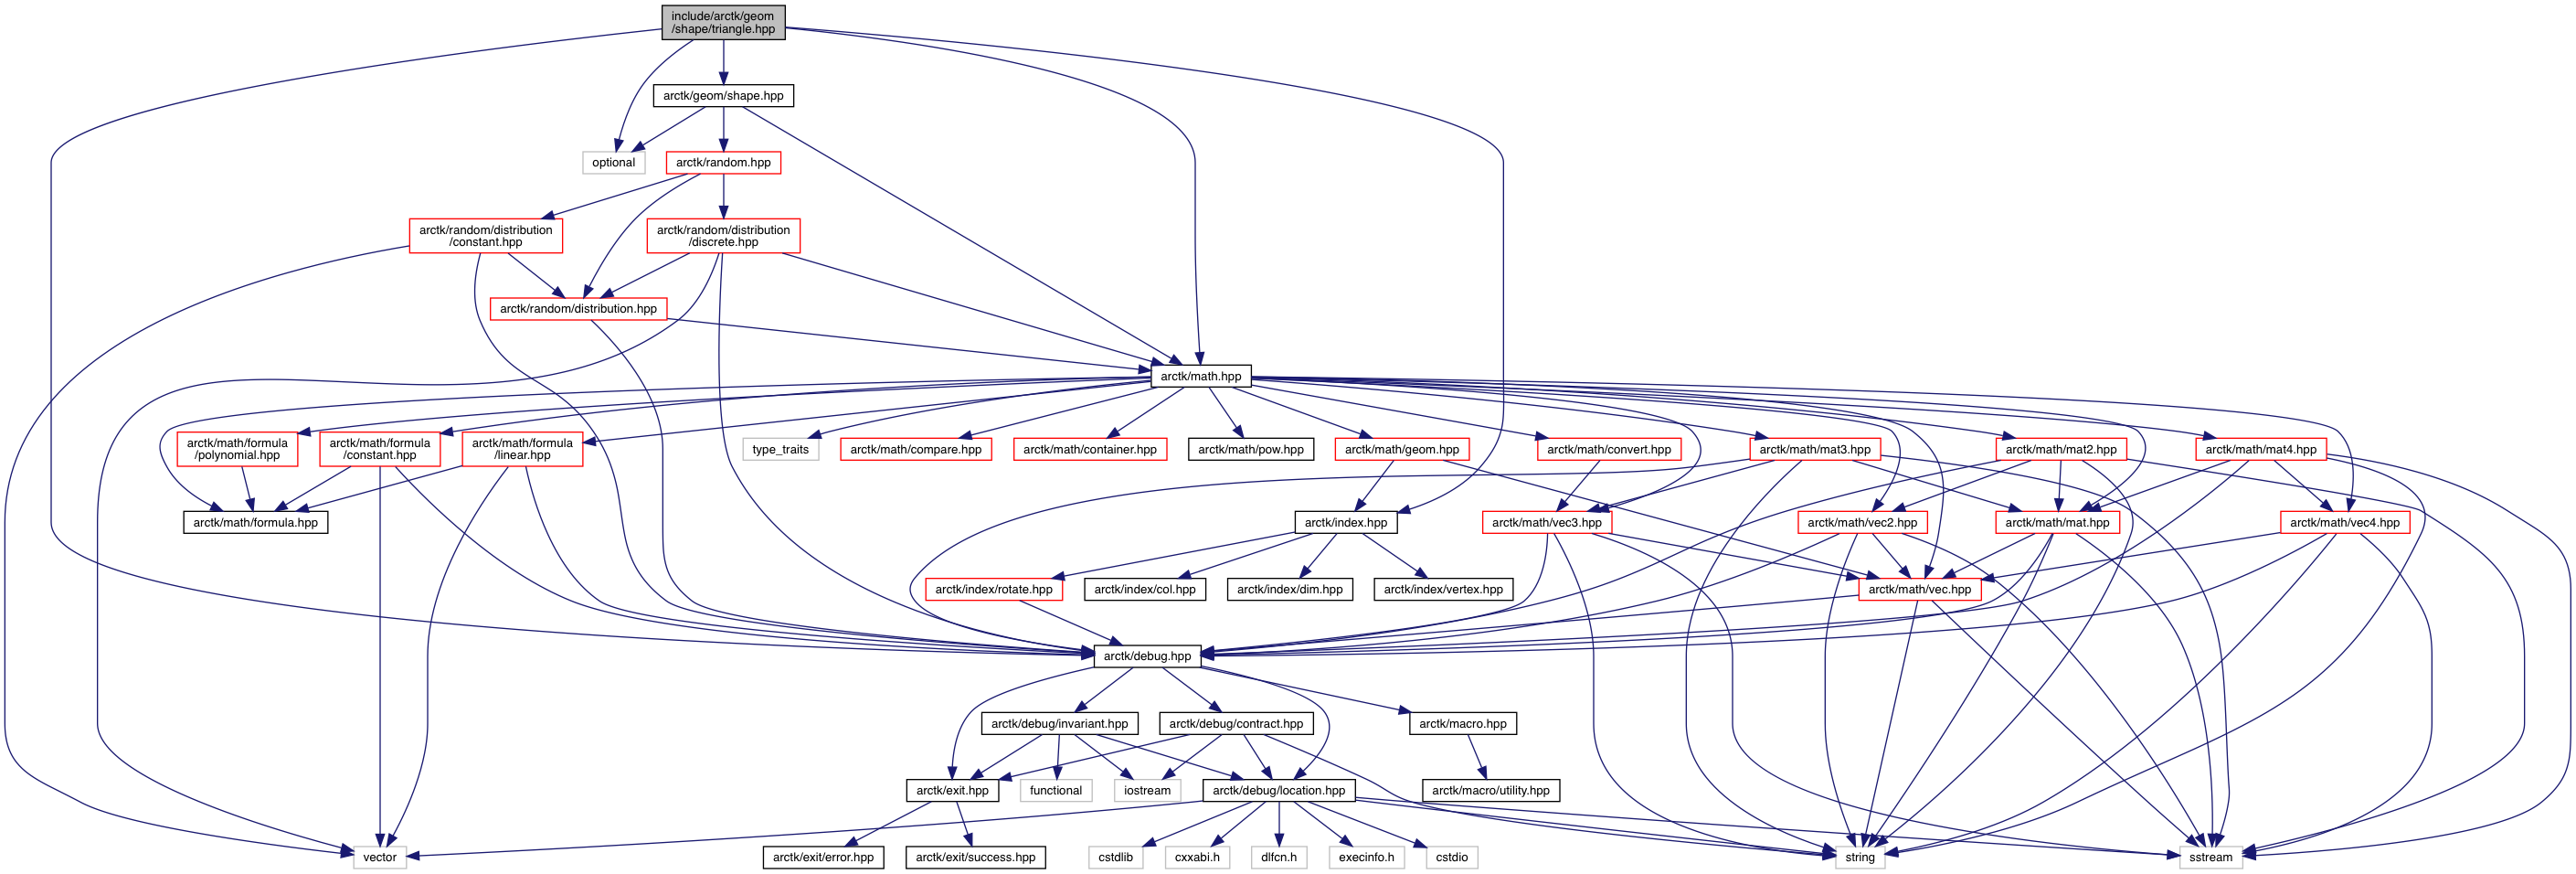 include/arctk/geom
/shape/triangle.hpp
arctk/geom/shape.hpp
optional
arctk/random.hpp
arctk/random/distribution
/constant.hpp
arctk/random/distribution
/discrete.hpp
arctk/random/distribution.hpp
arctk/math.hpp
arctk/math/formula
/polynomial.hpp
arctk/math/formula
/constant.hpp
arctk/math/formula
/linear.hpp
type_traits
arctk/math/compare.hpp
arctk/math/container.hpp
arctk/math/pow.hpp
arctk/math/geom.hpp
arctk/math/convert.hpp
arctk/math/mat3.hpp
arctk/math/mat2.hpp
arctk/math/mat4.hpp
arctk/math/formula.hpp
arctk/index.hpp
arctk/math/vec3.hpp
arctk/math/vec2.hpp
arctk/math/mat.hpp
arctk/math/vec4.hpp
arctk/index/rotate.hpp
arctk/index/col.hpp
arctk/index/dim.hpp
arctk/index/vertex.hpp
arctk/math/vec.hpp
arctk/debug.hpp
arctk/debug/invariant.hpp
arctk/debug/contract.hpp
arctk/macro.hpp
arctk/exit.hpp
functional
iostream
arctk/debug/location.hpp
arctk/macro/utility.hpp
vector
arctk/exit/error.hpp
arctk/exit/success.hpp
cstdlib
cxxabi.h
dlfcn.h
execinfo.h
cstdio
string
sstream